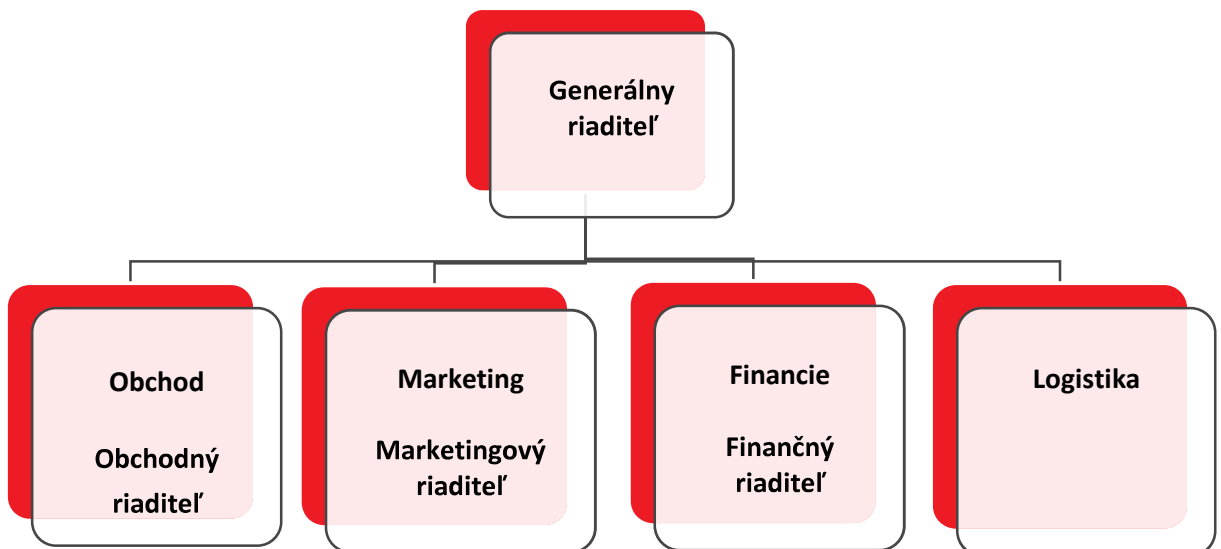 Generálny
riaditeľ
Obchod
Obchodný
riaditeľ
Marketing
Marketingový
riaditeľ
Financie
Finančný
riaditeľ
Logistika